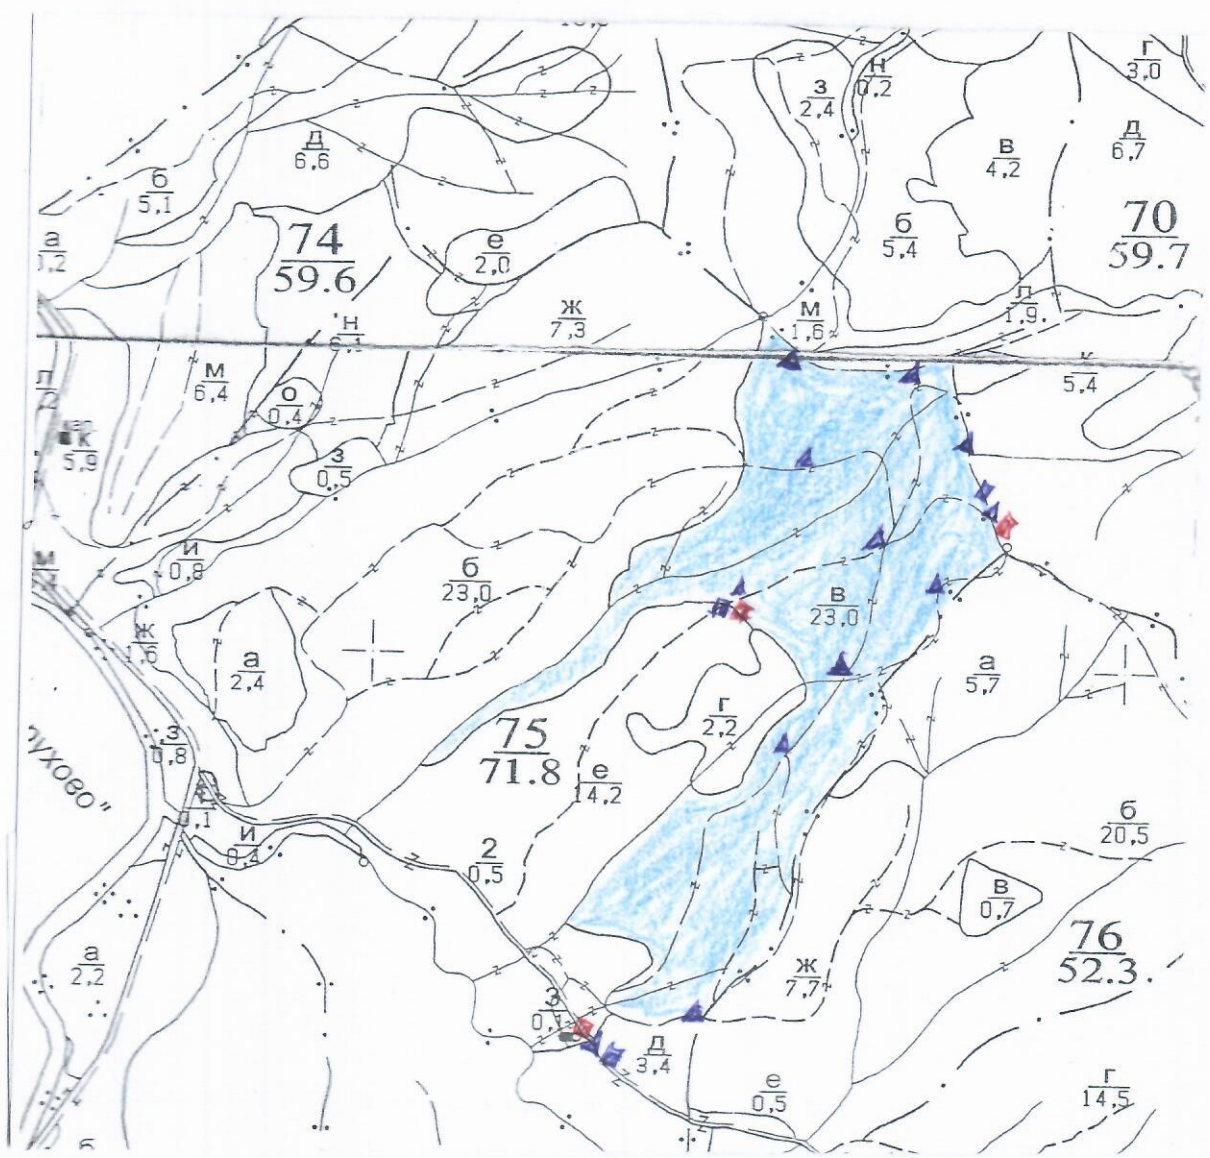 г
3,0
н
0,2
з
2,4
д
6,6
в
4,2
д
6,7
б
5,1
74
59.6
е
2,0
б
5,4
70
59.7
а
ж
7,3
м
1,6
л
1,9
н
6,1
м
6,4
о
0,4
к
5,4
к
5,9
з
0,5
и
0,8
б
23,0
в
23,0
ж
1,6
а
2,4
а
5,7
г
2,2
75
71.8
з
0,8
е
14,2
и
0,4
2
0,5
б
20,5
в
0,7
а
2,2
76
52.3
ж
7,7
3
0,1
д
3,4
е
0,5
г
14,5
б